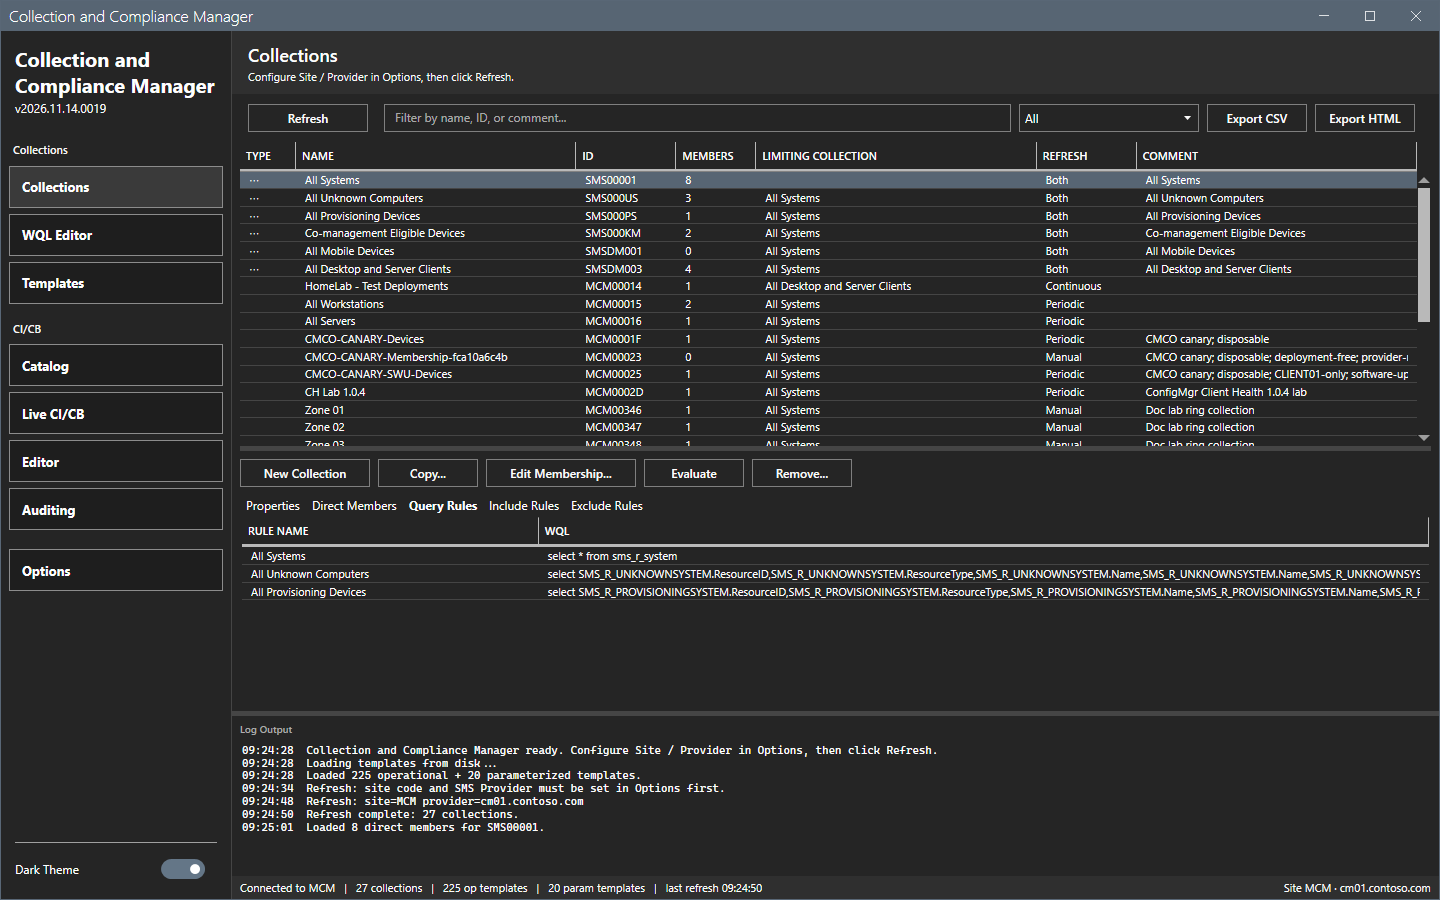 Collection and Compliance Manager
Collection and
Compliance Manager
v2026.11.14.0019
Collections
Collections
WQL Editor
Templates
CI/CB
Catalog
Live CI/CB
Editor
Auditing
Options
Dark Theme
Collections
Configure Site / Provider in Options, then click Refresh.
Refresh Filter by name, ID, or comment... All Export CSV Export HTML
TYPE NAME ID MEMBERS LIMITING COLLECTION REFRESH COMMENT
... All Systems SMS00001 8 Both All Systems
... All Unknown Computers SMS000US 3 All Systems Both All Unknown Computers
... All Provisioning Devices SMS000PS 1 All Systems Both All Provisioning Devices
... Co-management Eligible Devices SMS000KM 2 All Systems Both Co-management Eligible Devices
... All Mobile Devices SMSDM001 0 All Systems Both All Mobile Devices
... All Desktop and Server Clients SMSDM003 4 All Systems Both All Desktop and Server Clients
HomeLab - Test Deployments MCM00014 1 All Desktop and Server Clients Continuous
All Workstations MCM00015 2 All Systems Periodic
All Servers MCM00016 1 All Systems Periodic
CMCO-CANARY-Devices MCM0001F 1 All Systems Periodic CMCO canary; disposable
CMCO-CANARY-Membership-fca10a6c4b MCM00023 0 All Systems Manual CMCO canary; disposable; deployment-free; provider-
CMCO-CANARY-SWU-Devices MCM00025 1 All Systems Periodic CMCO canary; disposable; CLIENT01-only; software-up
CH Lab 1.0.4 MCM0002D 1 All Systems Periodic ConfigMgr Client Health 1.0.4 lab
Zone 01 MCM00346 1 All Systems Manual Doc lab ring collection
Zone 02 MCM00347 1 All Systems Manual Doc lab ring collection
Zone 03 MCM00348 1 All Systems Manual Doc lab ring collection
New Collection Copy... Edit Membership... Evaluate Remove...
Properties Direct Members Query Rules Include Rules Exclude Rules
RULE NAME WQL
All Systems select * from sms_r_system
All Unknown Computers select SMS_R_UNKNOWNSYSTEM.ResourceID,SMS_R_UNKNOWNSYSTEM.ResourceType,SMS_R_UNKNOWNSYSTEM.Name,SMS_R_UNKNOWNSYSTEM.Name,SMS_R_UNKNOWNSYS
All Provisioning Devices select SMS_R_PROVISIONINGSYSTEM.ResourceID,SMS_R_PROVISIONINGSYSTEM.ResourceType,SMS_R_PROVISIONINGSYSTEM.Name,SMS_R_PROVISIONINGSYSTEM.Name,SMS_R_F
Log Output
09:24:28 Collection and Compliance Manager ready. Configure Site / Provider in Options, then click Refresh.
09:24:28 Loading templates from disk...
09:24:28 Loaded 225 operational + 20 parameterized templates.
09:24:34 Refresh: site code and SMS Provider must be set in Options first.
09:24:48 Refresh: site=MCM provider=cm01.contoso.com
09:24:50 Refresh complete: 27 collections.
09:25:01 Loaded 8 direct members for SMS00001.
Connected to MCM | 27 collections | 225 op templates | 20 param templates | last refresh 09:24:50
Site MCM · cm01.contoso.com